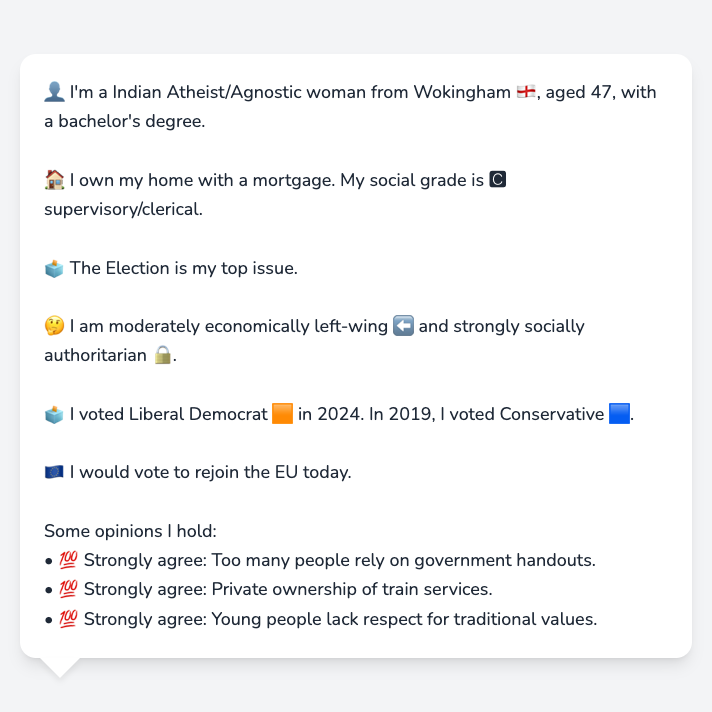 👤 I'm a Indian Atheist/Agnostic woman from Wokingham 🏴󠁧󠁢󠁥󠁮󠁧󠁿, aged 47, with
a bachelor's degree.
🏠 I own my home with a mortgage. My social grade is C
supervisory/clerical.
🗳️ The Election is my top issue.
🤔 I am moderately economically left-wing ⬅️ and strongly socially
authoritarian 🔒.
🗳️ I voted Liberal Democrat 🟧 in 2024. In 2019, I voted Conservative 🟦.
🇪🇺 I would vote to rejoin the EU today.
Some opinions I hold:
• 💯 Strongly agree: Too many people rely on government handouts.
• 💯 Strongly agree: Private ownership of train services.
• 💯 Strongly agree: Young people lack respect for traditional values.